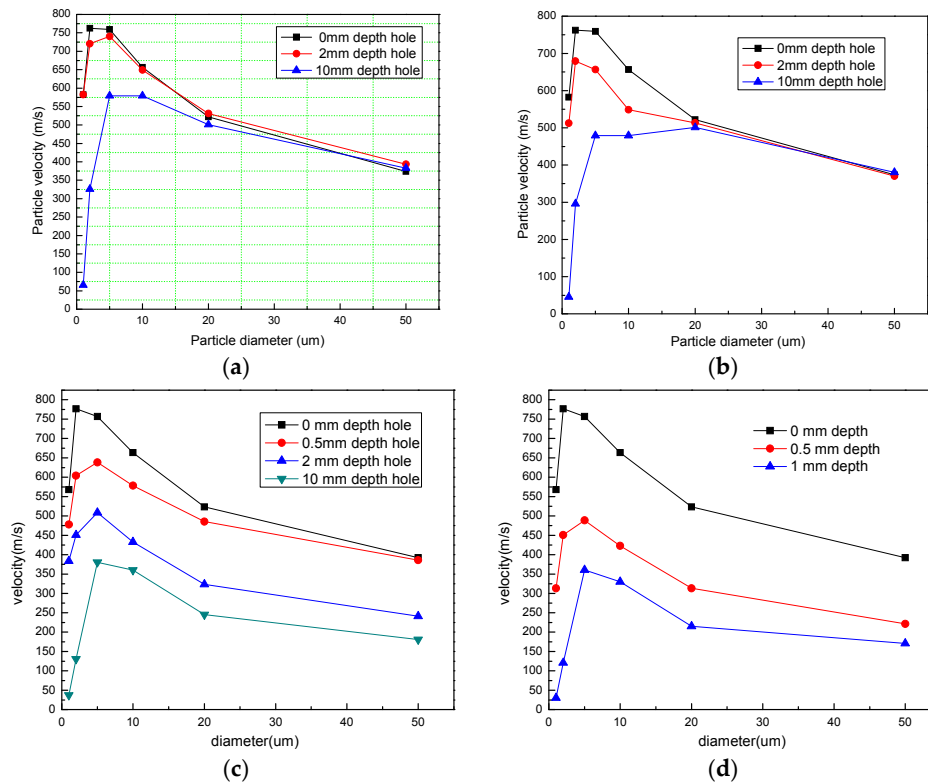 800
750
700
650
600
550
500
450
400
350
300
250
200
150
100
50
0
Particle velocity (m/s)
0mm depth hole
2mm depth hole
10mm depth hole
0 10 20 30 40 50
Particle diameter (um)
(a)
800
700
600
500
400
300
200
100
0
Particle velocity (m/s)
0mm depth hole
2mm depth hole
10mm depth hole
0 10 20 30 40 50
Particle diameter (um)
(b)
800
750
700
650
600
550
500
450
400
350
300
250
200
150
100
50
0
velocity(m/s)
0 mm depth hole
0.5mm depth hole
2 mm depth hole
10 mm depth hole
0 10 20 30 40 50
diameter(um)
(c)
800
750
700
650
600
550
500
450
400
350
300
250
200
150
100
50
0
velocity(m/s)
0 mm depth
0.5 mm depth
1 mm depth
0 10 20 30 40 50
diameter(um)
(d)